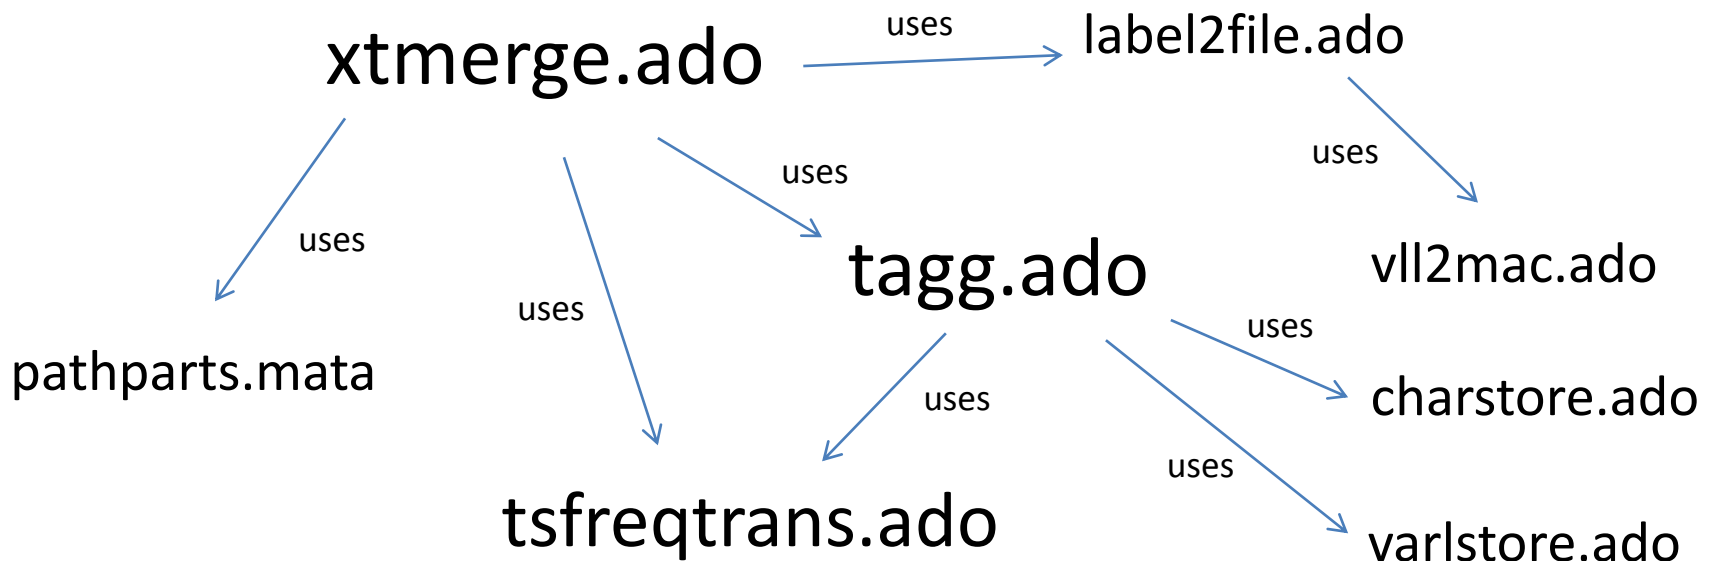 uses
label2file.ado
xtmerge.ado
uses
uses
uses
tagg.ado
vll2mac.ado
uses
uses
pathparts.mata
uses
charstore.ado
uses
tsfreqtrans.ado
varlstore.ado